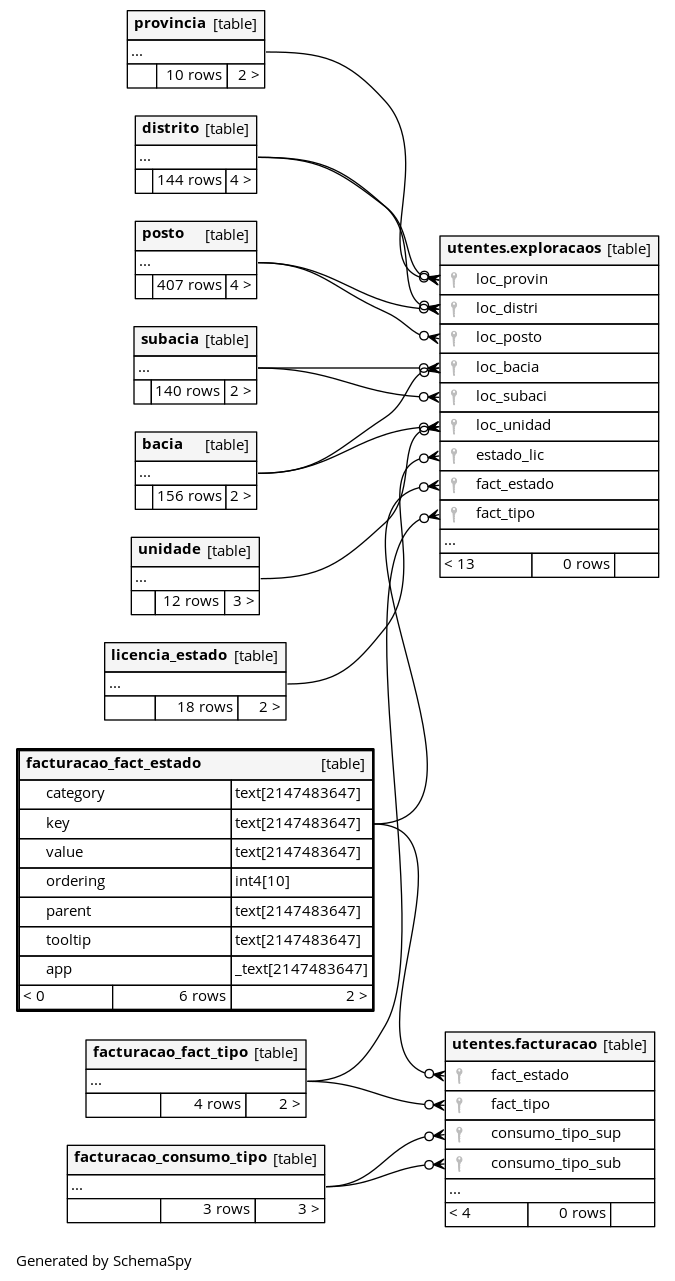 provincia [table]
...
10 rows 2 >
distrito [table]
...
144 rows 4 >
posto [table]
...
407 rows 4 >
subacia [table]
...
140 rows 2 >
bacia [table]
...
156 rows 2 >
unidade [table]
...
12 rows 3 >
licencia_estado [table]
...
18 rows 2 >
facturacao_fact_estado [table]
category text[2147483647]
key text[2147483647]
value text[2147483647]
ordering int4[10]
parent text[2147483647]
tooltip text[2147483647]
app _text[2147483647]
< 0 6 rows 2 >
facturacao_fact_tipo [table]
...
4 rows 2 >
facturacao_consumo_tipo [table]
...
3 rows 3 >
utentes.exploracaos [table]
loc_provin
loc_distri
loc_posto
loc_bacia
loc_subaci
loc_unidad
estado_lic
fact_estado
fact_tipo
...
< 13 0 rows
utentes.facturacao [table]
fact_estado
fact_tipo
consumo_tipo_sup
consumo_tipo_sub
...
< 4 0 rows
Generated by SchemaSpy